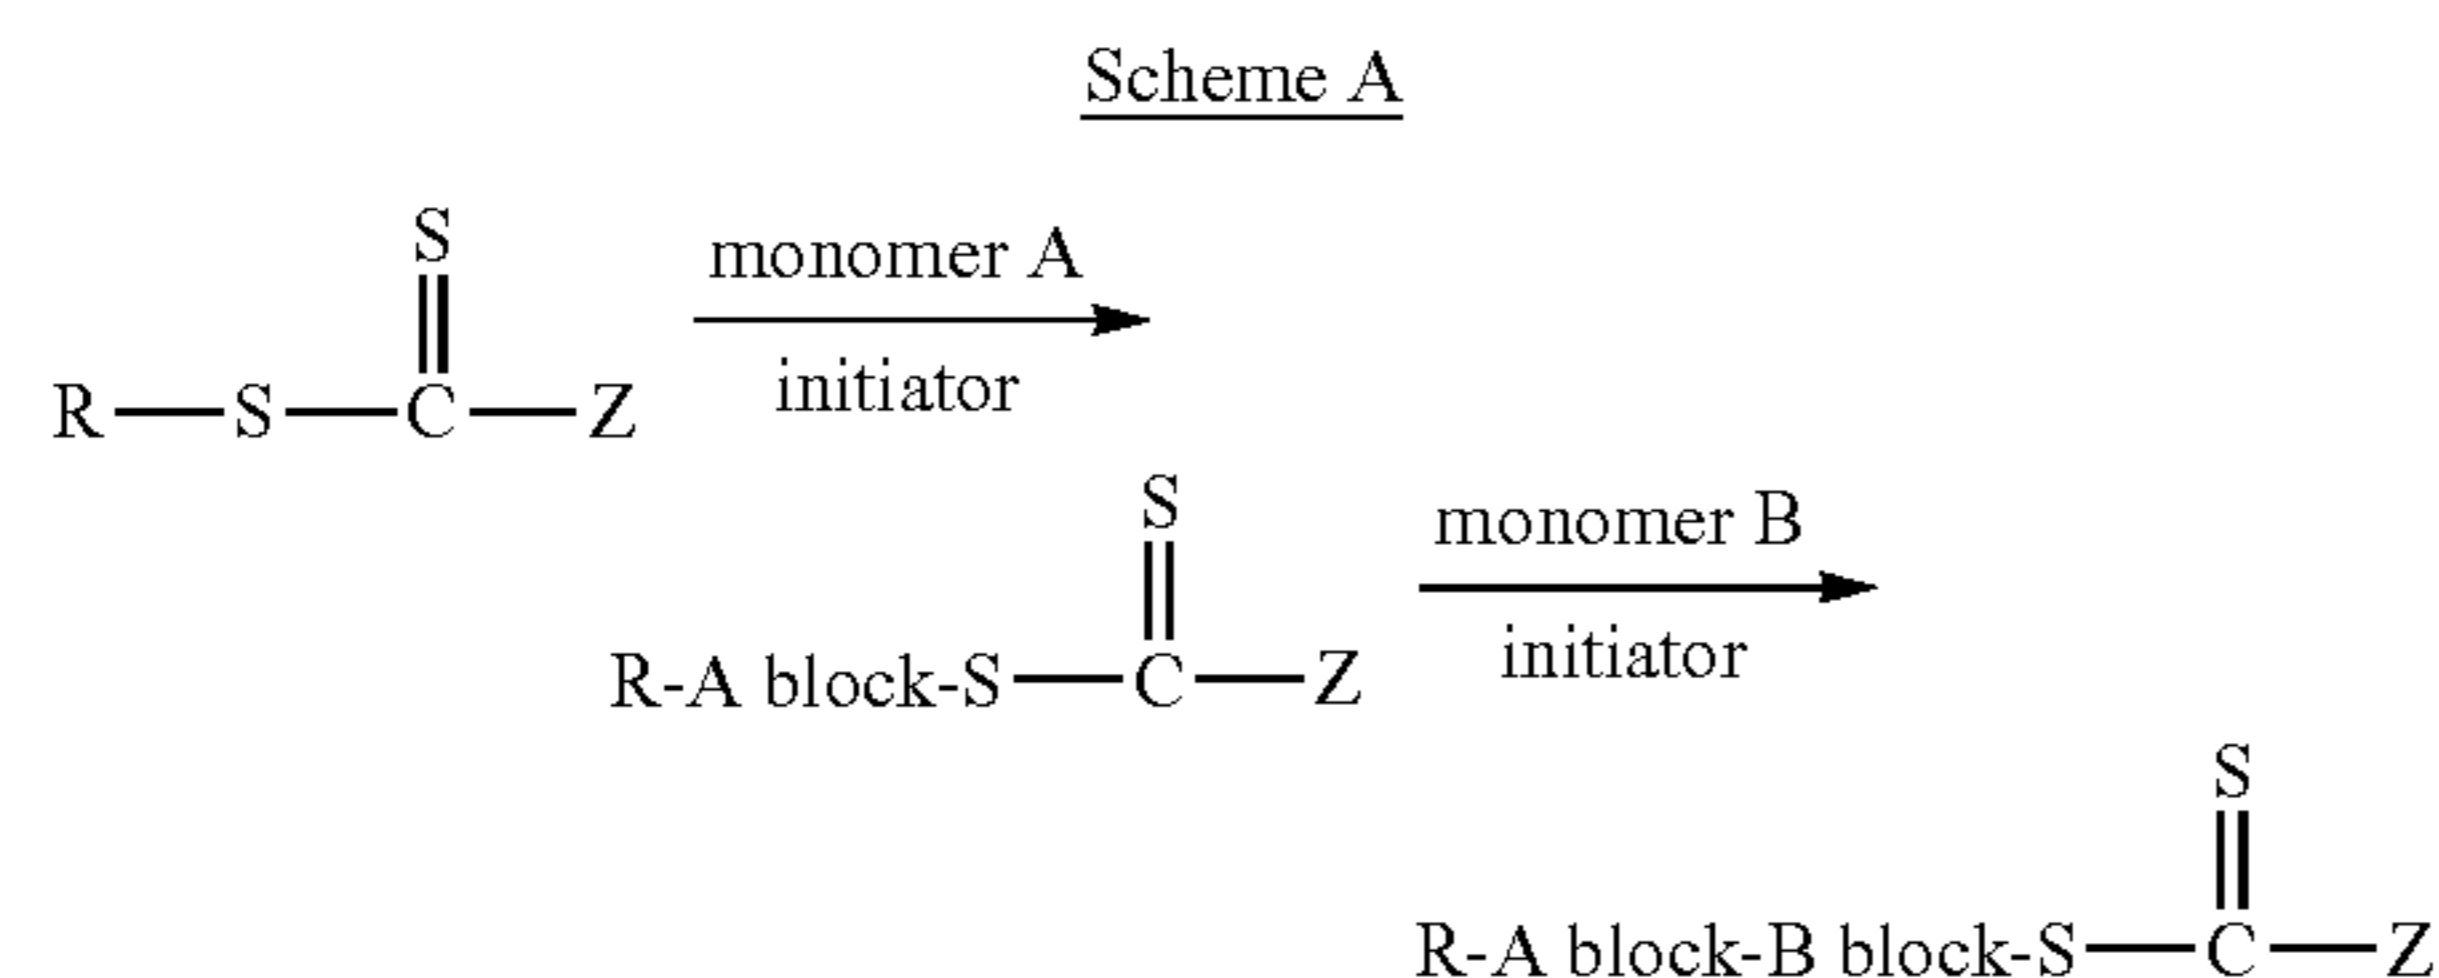 Scheme A
S
monomer A
R—S—C—Z
initiator
S
monomer B
R-A block-S—C—Z
initiator
S
R-A block-B block-S—C—Z